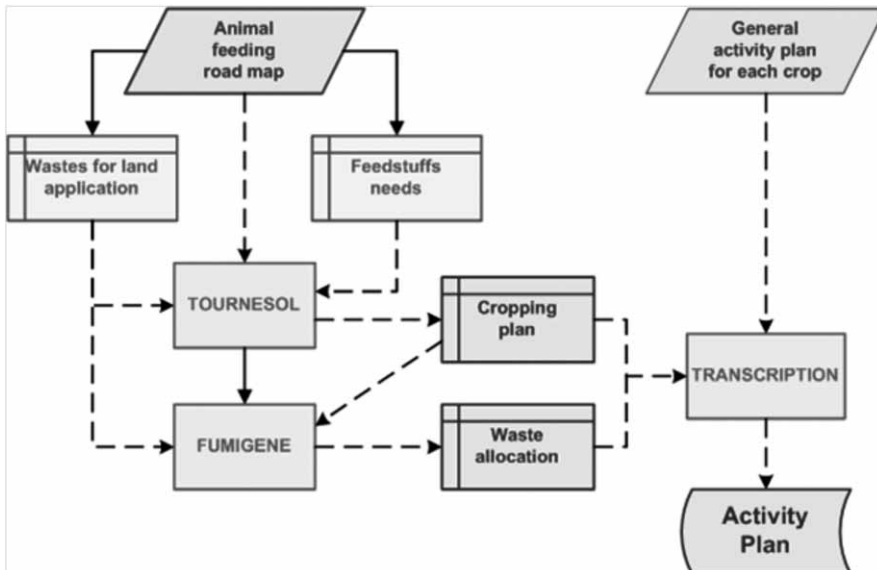 Animal
feeding
road map
General
activity plan
for each crop
Wastes for land
application
Feedstuffs
needs
TOURNESOL
Cropping
plan
TRANSCRIPTION
FUMIGENE
Waste
allocation
Activity
Plan